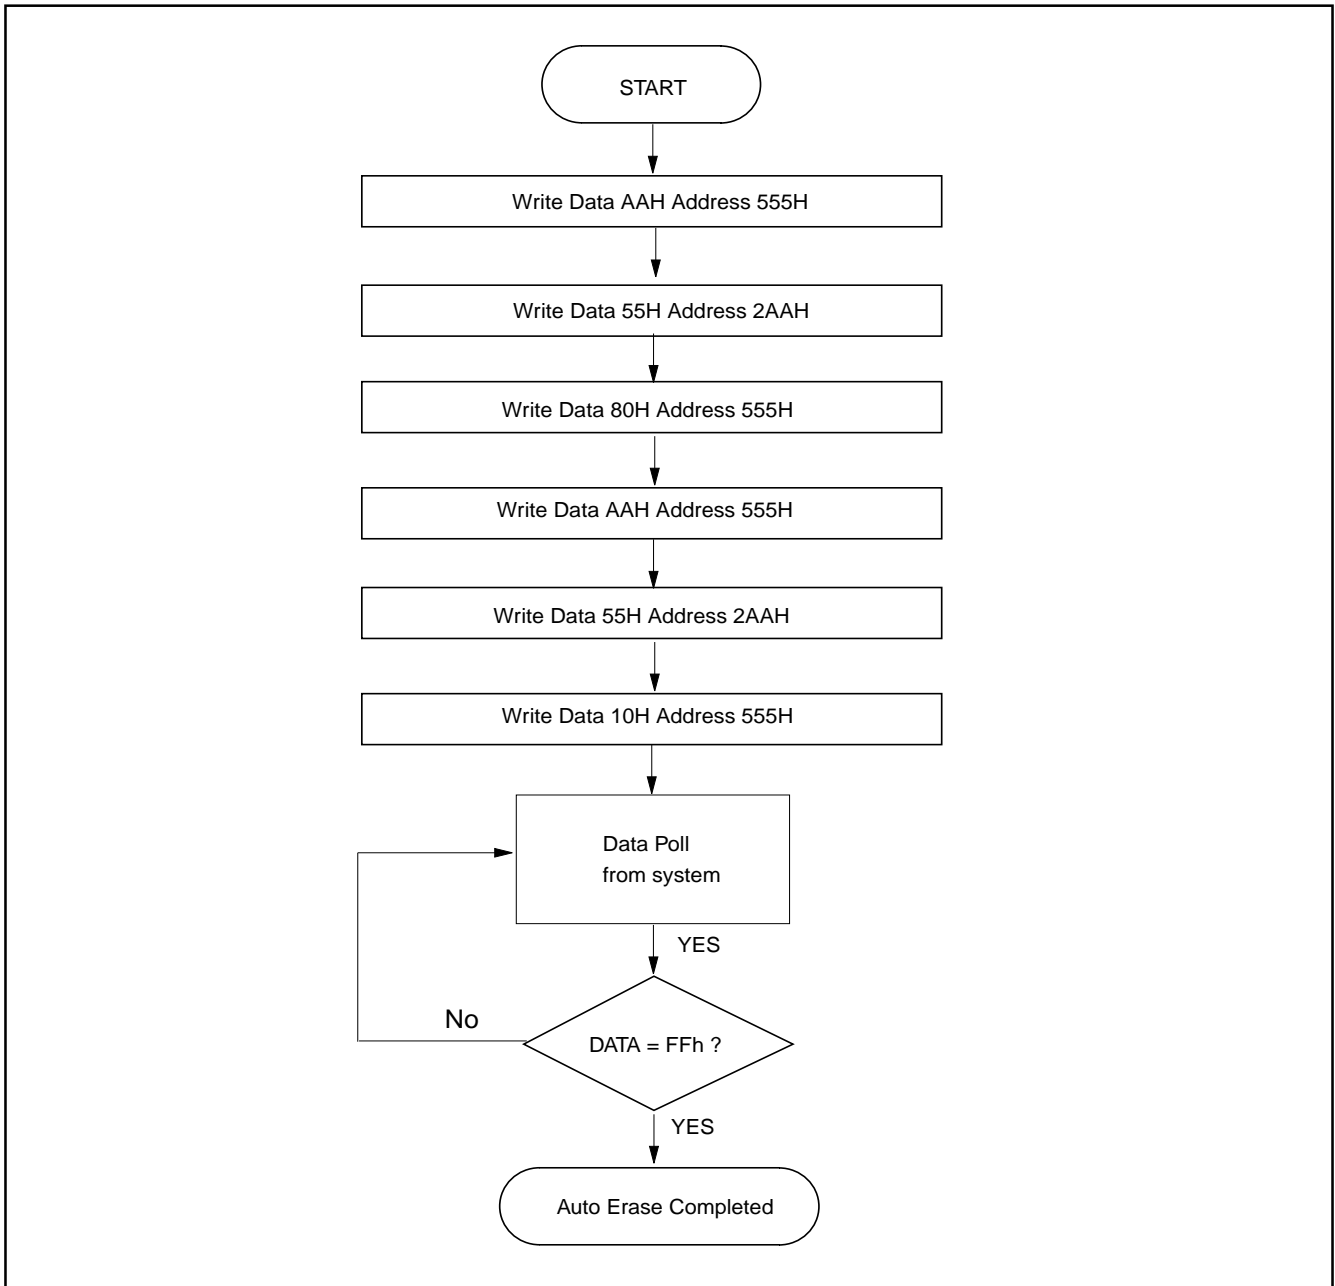 START
Write Data AAH Address 555H
Write Data 55H Address 2AAH
Write Data 80H Address 555H
Write Data AAH Address 555H
Write Data 55H Address 2AAH
Write Data 10H Address 555H
Data Poll
from system
YES
No
DATA = FFh ?
YES
Auto Erase Completed